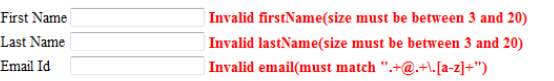 First Name Invalid firstName(size must be between 3 and 20)
Last Name Invalid lastName(size must be between 3 and 20)
Email Id Invalid email(must match ".+@.+\.[a-z]+")